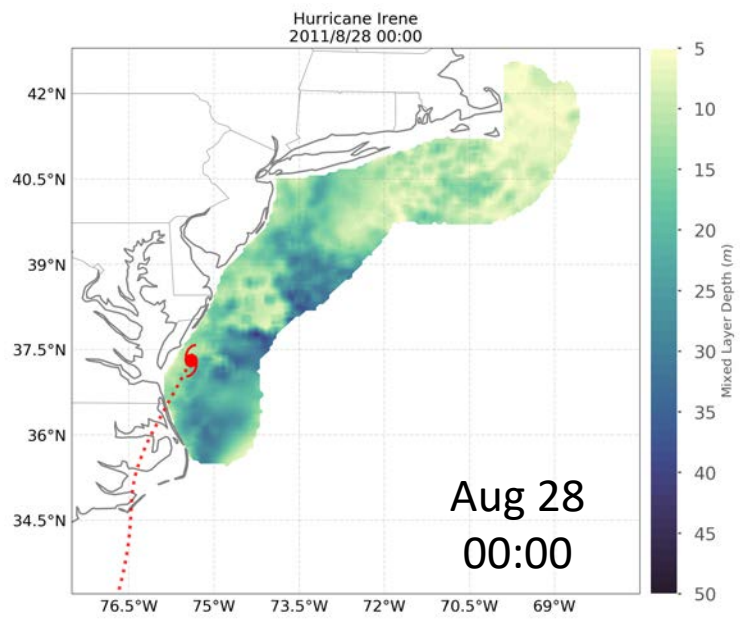 Hurricane Irene
2011/8/28 00:00
42°N
40.5°N
39°N
37.5°N
36°N
34.5°N
76.5°W 75°W 73.5°W 72°W 70.5°W 69°W
Aug 28
00:00
5
10
15
20
25
30
35
40
45
50
Mixed Layer Depth (m)